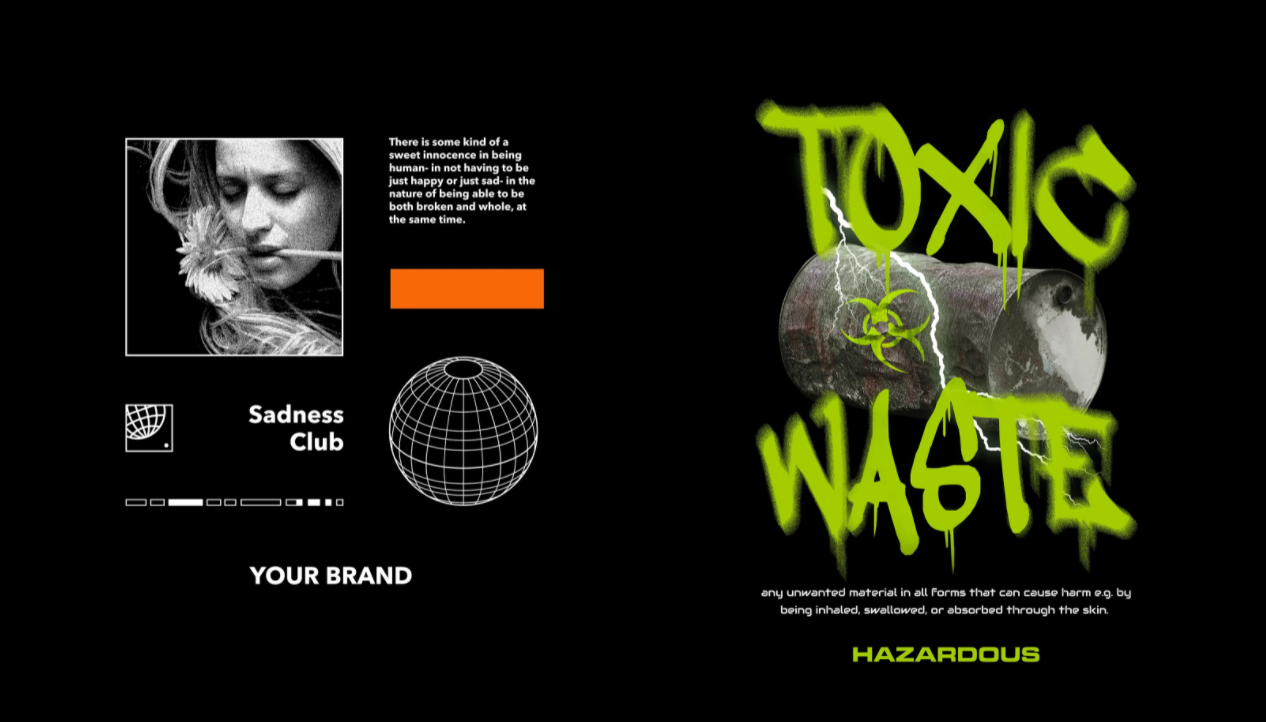 There is some kind of a
sweet innocence in being
human- in not having to be
just happy or just sad- in the
nature of being able to be
both broken and whole, at
the same time.
Sadness
Club
YOUR BRAND
TOXIC
WASTE
any unwanted material in all forms that can cause harm e.g. by
being inhaled, swallowed, or absorbed through the skin.
HAZARDOUS